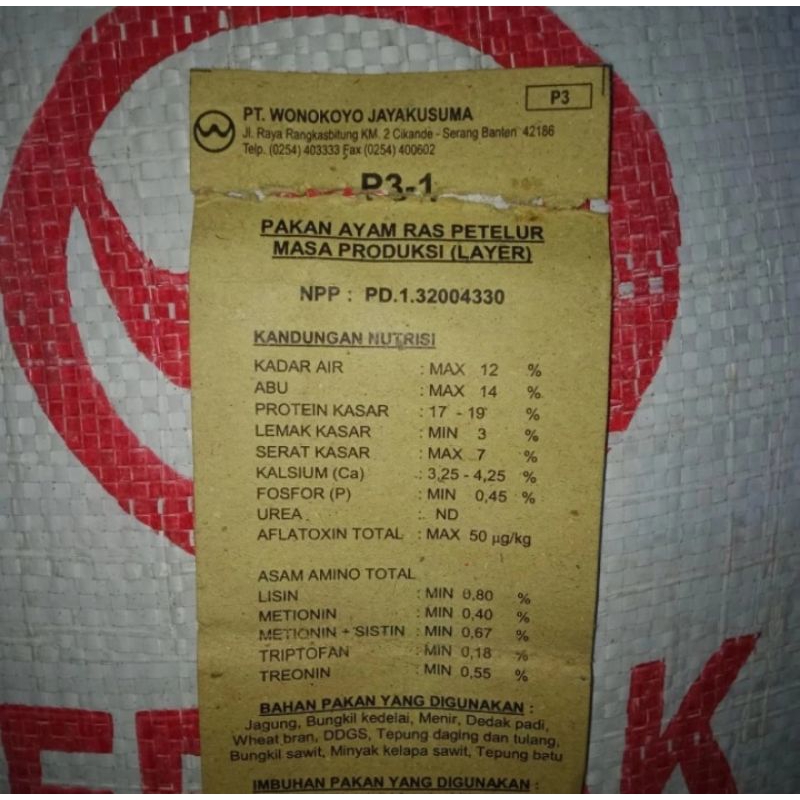 PT. WONOKOYO JAYAKUSUMA
P3
Jl. Raya Rangkasbitung KM. 2 Cikande - Serang Banten 42186
Telp. (0254) 403333 Fax (0254) 400602
P3-1
PAKAN AYAM RAS PETELUR
MASA PRODUKSI (LAYER)
NPP : PD.1.32004330
KANDUNGAN NUTRISI
KADAR AIR : MAX 12 %
ABU : MAX 14 %
PROTEIN KASAR : 17 - 19 %
LEMAK KASAR : MIN 3 %
SERAT KASAR : MAX 7 %
KALSIUM (Ca) : 3,25 - 4,25 %
FOSFOR (P) : MIN 0,45 %
UREA : ND
AFLATOXIN TOTAL : MAX 50 µg/kg
ASAM AMINO TOTAL
LISIN : MIN 0,80 %
METIONIN : MIN 0,40 %
METIONIN + SISTIN : MIN 0,67 %
TRIPTOFAN : MIN 0,18 %
TREONIN : MIN 0,55 %
BAHAN PAKAN YANG DIGUNAKAN :
Jagung, Bungkil kedelai, Menir, Dedak padi,
Wheat bran, DDGS, Tepung daging dan tulang,
Bungkil sawit, Minyak kelapa sawit, Tepung batu
IMBUHAN PAKAN YANG DIGUNAKAN :